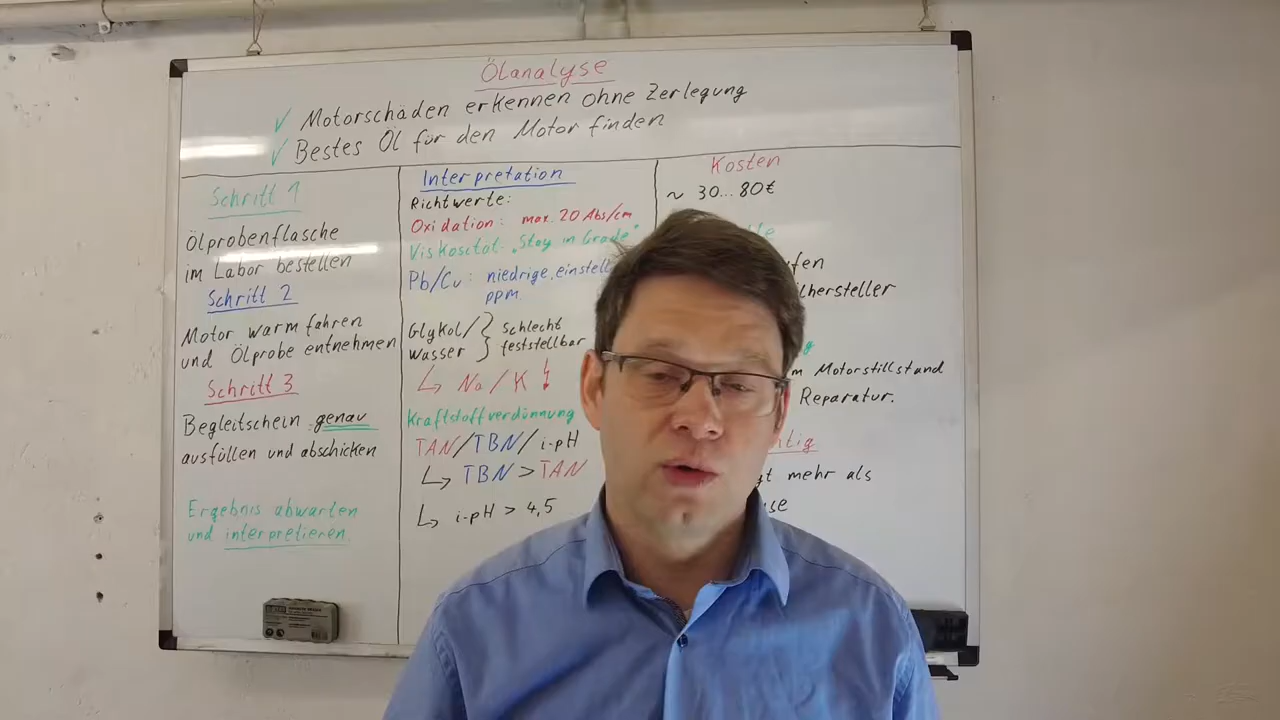 Ölanalyse
✓ Motorschäden erkennen ohne Zerlegung
✓ Bestes Öl für den Motor finden
Schritt 1
Ölprobenflasche
im Labor bestellen
Schritt 2
Motor warm fahren
und Ölprobe entnehmen
Schritt 3
Begleitschein genau
ausfüllen und abschicken
Ergebnis abwarten
und interpretieren
Interpretation
Richtwerte:
Oxidation: max. 20 Abs/cm
Viskosität: "Stay in Grade"
Pb/Cu: niedrige, einstell
ppm
Glykol/ } schlecht
Wasser } feststellbar
↳ Na/K
Kraftstoffverdünnung
TAN/TBN/i-pH
↳ TBN > TAN
↳ i-pH > 4,5
Kosten
~ 30...80€
fen
lhersteller
m Motorstillstand
Reparatur.
tig
gt mehr als
se